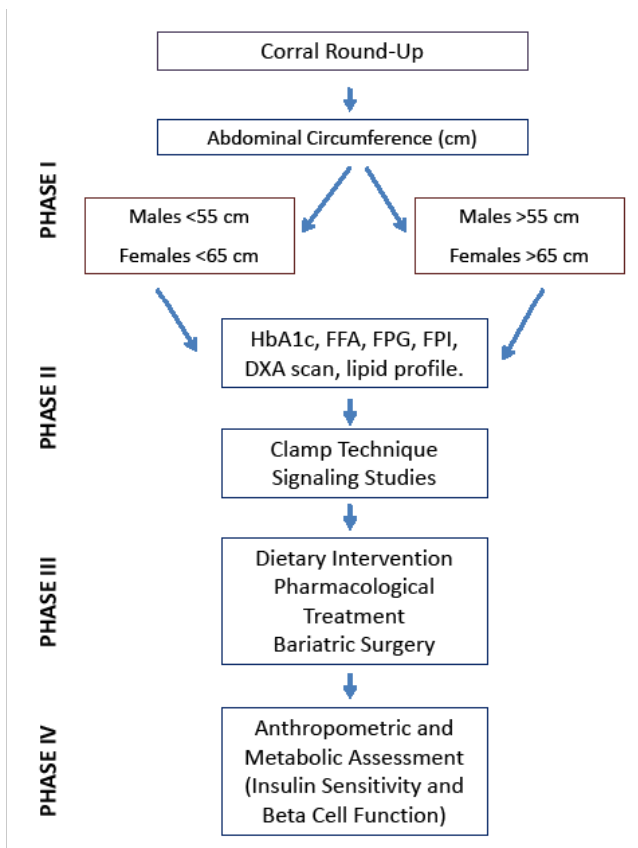 Corral Round-Up
Abdominal Circumference (cm)
PHASE I
Males <55 cm
Females <65 cm
Males >55 cm
Females >65 cm
PHASE II
HbA1c, FFA, FPG, FPI,
DXA scan, lipid profile.
Clamp Technique
Signaling Studies
PHASE III
Dietary Intervention
Pharmacological
Treatment
Bariatric Surgery
PHASE IV
Anthropometric and
Metabolic Assessment
(Insulin Sensitivity and
Beta Cell Function)